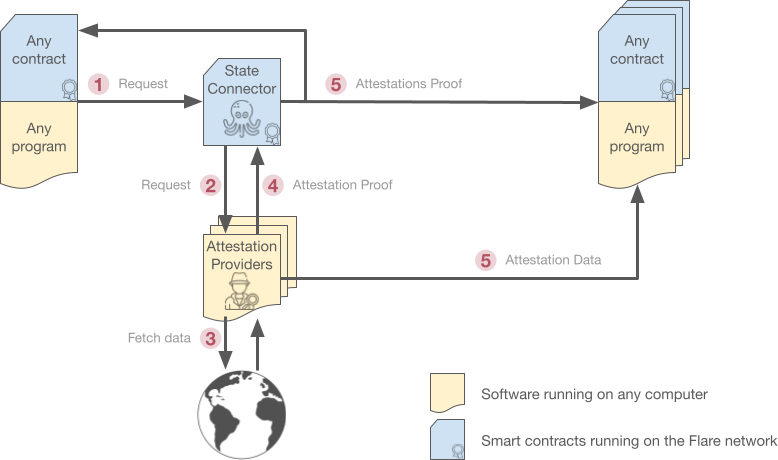 Any
contract
Any
program
1 Request
State
Connector
5 Attestations Proof
Any
contract
Any
program
Request 2
4 Attestation Proof
Attestation
Providers
5 Attestation Data
Fetch data 3
Software running on any computer
Smart contracts running on the Flare network